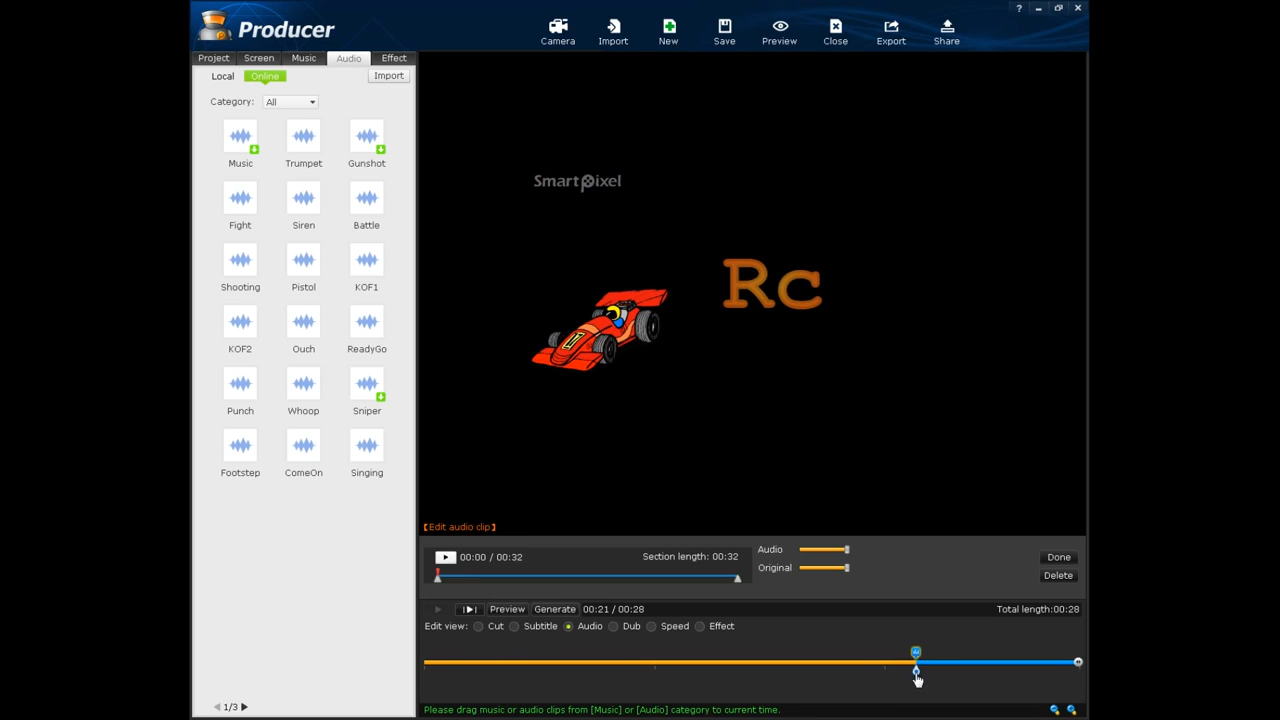 Producer
Camera Import New Save Preview Close Export Share
Project Screen Music Audio Effect
Local Online Import
Category: All
Music Trumpet Gunshot
Fight Siren Battle
Shooting Pistol KOF1
KOF2 Ouch ReadyGo
Punch Whoop Sniper
Footstep ComeOn Singing
1/3
SmartPixel
Rc
【Edit audio clip】
00:00 / 00:32 Section length: 00:32
Audio
Original
Done
Delete
Preview Generate 00:21 / 00:28 Total length:00:28
Edit view: Cut Subtitle Audio Dub Speed Effect
Please drag music or audio clips from [Music] or [Audio] category to current time.